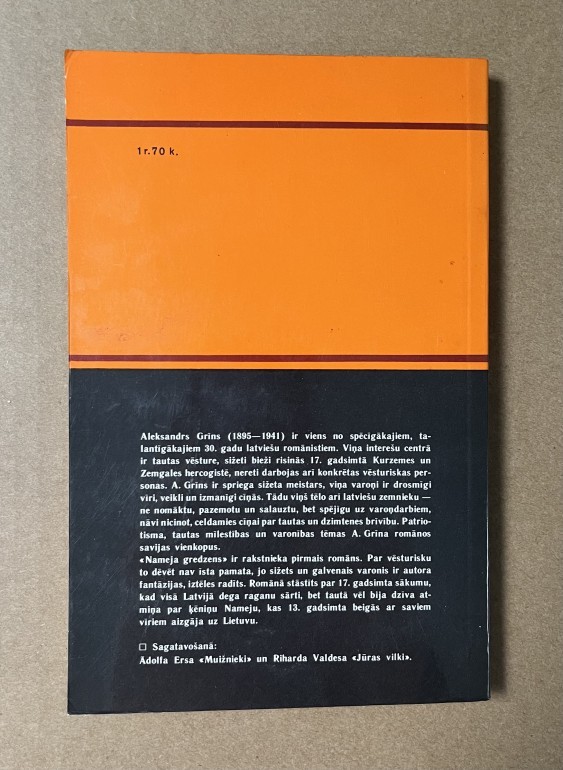 1 r. 70 k.
Aleksandrs Grīns (1895—1941) ir viens no spēcīgākajiem, ta-
lantīgākajiem 30. gadu latviešu romānistiem. Viņa interešu centrā
ir tautas vēsture, sižeti bieži risinās 17. gadsimtā Kurzemes un
Zemgales hercogistē, nereti darbojas arī konkrētas vēsturiskas per-
sonas. A. Grīns ir spriega sižeta meistars, viņa varoņi ir drosmīgi
vīri, veikli un izmanīgi cīņās. Tādu viņš tēlo arī latviešu zemnieku —
ne nomāktu, pazemotu un salauztu, bet spējīgu uz varoņdarbiem,
nāvi nicinot, celdamies cīņai par tautas un dzimtenes brīvību. Patrio-
tisma, tautas mīlestības un varonības tēmas A. Grīna romānos
savijas vienkopus.
«Nameja gredzens» ir rakstnieka pirmais romāns. Par vēsturisku
to dēvēt nav īsta pamata, jo sižets un galvenais varonis ir autora
fantāzijas, iztēles radīts. Romānā stāstīts par 17. gadsimta sākumu,
kad visā Latvijā dega raganu sārti, bet tautā vēl bija dzīva at-
miņa par ķēniņu Nameju, kas 13. gadsimta beigās ar saviem
vīriem aizgāja uz Lietuvu.
□ Sagatavošanā:
Ādolfa Ersa «Muižnieki» un Riharda Valdesa «Jūras vilki».